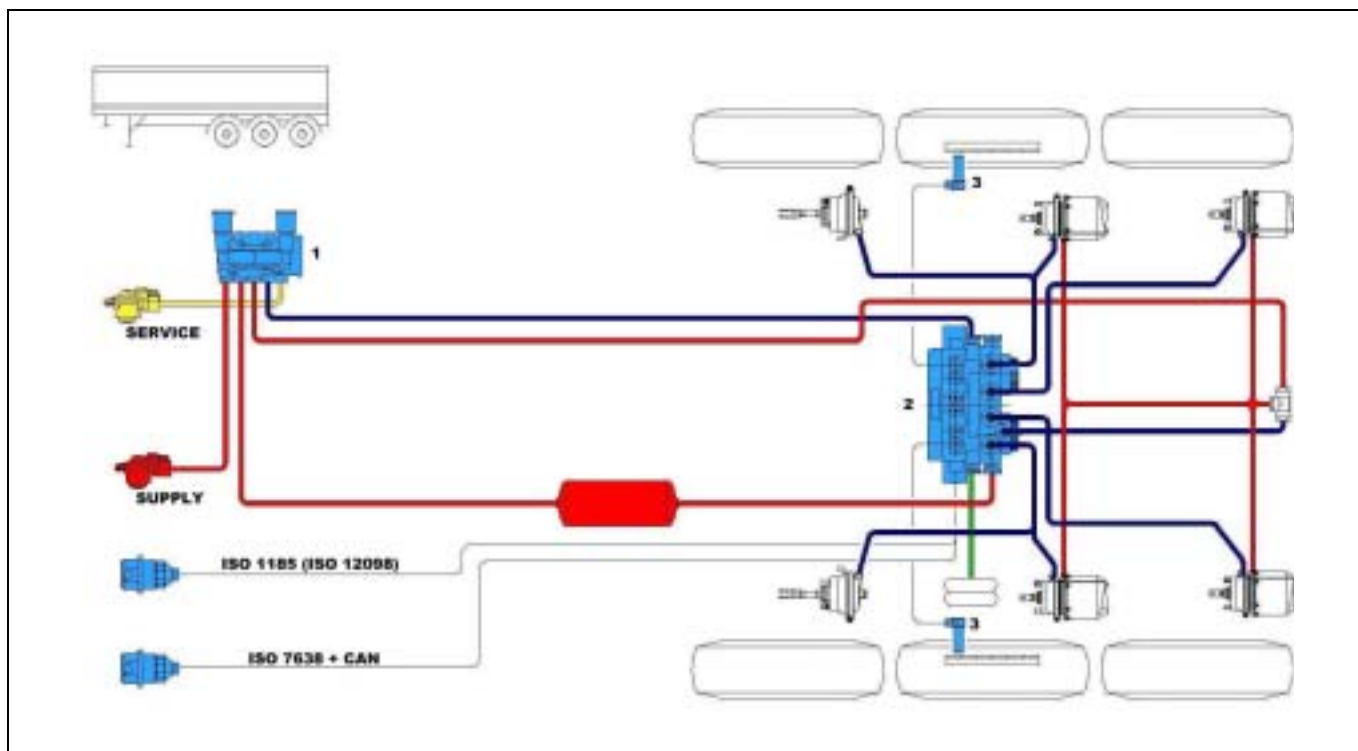 3
1
SERVICE
2
SUPPLY
ISO 1185 (ISO 12098)
3
ISO 7638 + CAN